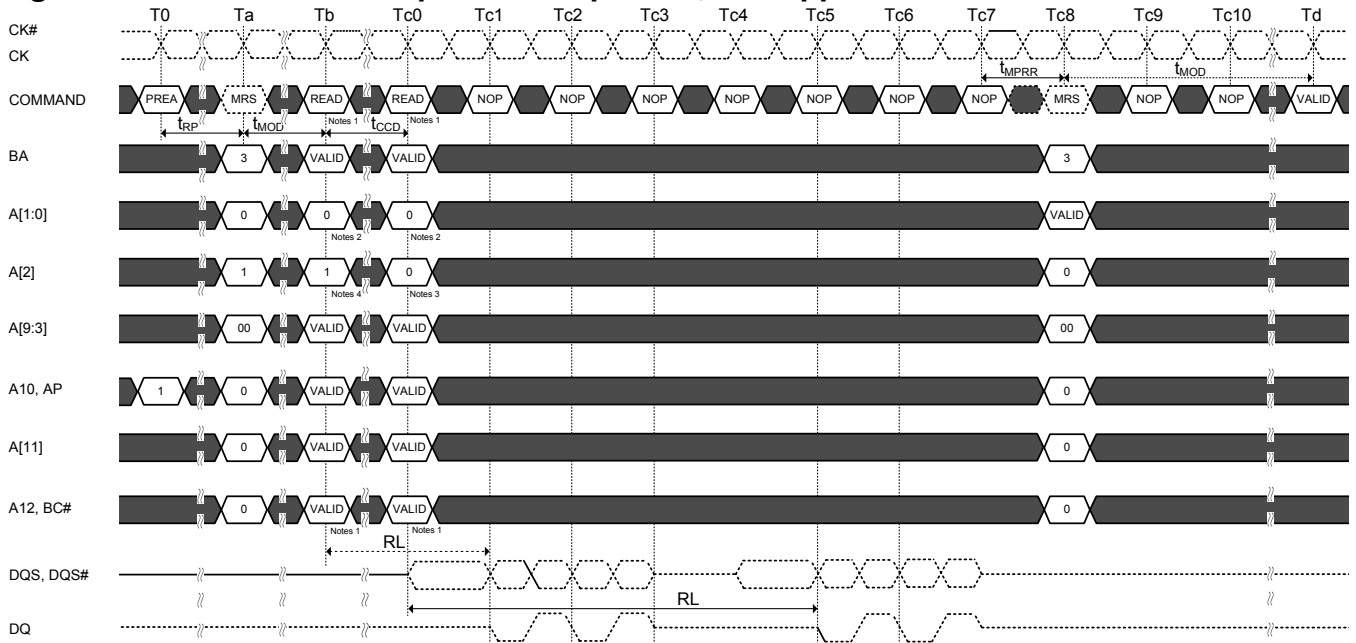 T0 Ta Tb Tc0 Tc1 Tc2 Tc3 Tc4 Tc5 Tc6 Tc7 Tc8 Tc9 Tc10 Td
CK#
CK
tMPRR tMOD
COMMAND PREA MRS READ READ NOP NOP NOP NOP NOP NOP NOP MRS NOP NOP VALID
Notes 1 Notes 1
tRP tMOD tCCD
BA 3 VALID VALID 3
A[1:0] 0 0 0 VALID
Notes 2 Notes 2
A[2] 1 1 0 0
Notes 4 Notes 3
A[9:3] 00 VALID VALID 00
A10, AP 1 0 VALID VALID 0
A[11] 0 VALID VALID 0
A12, BC# 0 VALID VALID 0
Notes 1 Notes 1
RL
DQS, DQS#
RL
DQ